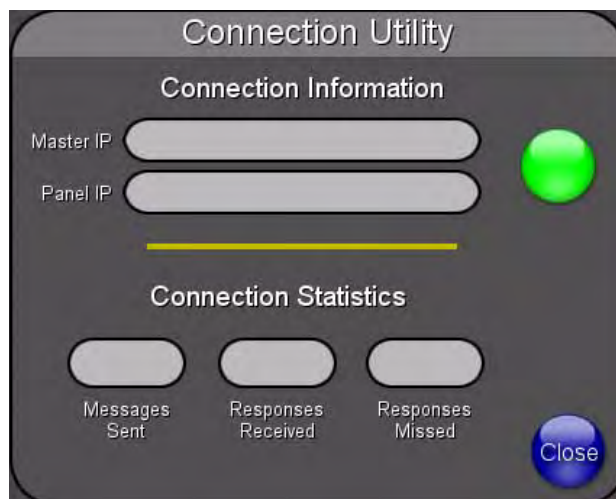 Connection Utility
Connection Information
Master IP
Panel IP
Connection Statistics
Messages
Sent
Responses
Received
Responses
Missed
Close